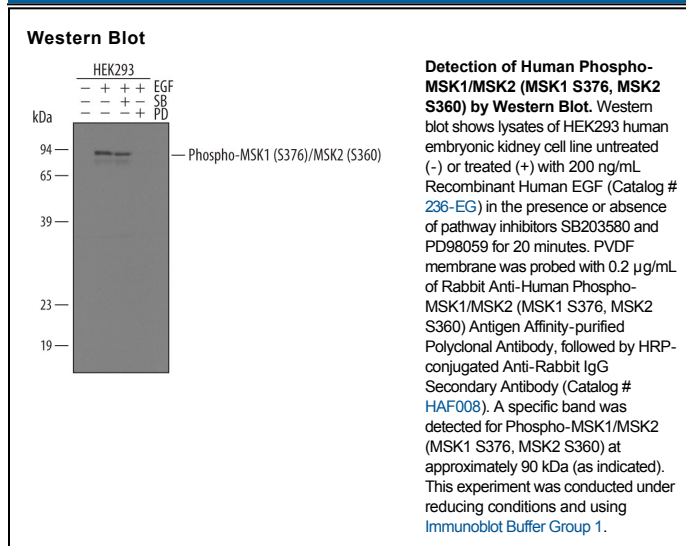 Western Blot
HEK293
− + + + EGF
− − + − SB
− − − + PD
kDa
94 —
— Phospho-MSK1 (S376)/MSK2 (S360)
65 —
39 —
23 —
19 —
Detection of Human Phospho-
MSK1/MSK2 (MSK1 S376, MSK2
S360) by Western Blot. Western
blot shows lysates of HEK293 human
embryonic kidney cell line untreated
(-) or treated (+) with 200 ng/mL
Recombinant Human EGF (Catalog #
236-EG) in the presence or absence
of pathway inhibitors SB203580 and
PD98059 for 20 minutes. PVDF
membrane was probed with 0.2 µg/mL
of Rabbit Anti-Human Phospho-
MSK1/MSK2 (MSK1 S376, MSK2
S360) Antigen Affinity-purified
Polyclonal Antibody, followed by HRP-
conjugated Anti-Rabbit IgG
Secondary Antibody (Catalog #
HAF008). A specific band was
detected for Phospho-MSK1/MSK2
(MSK1 S376, MSK2 S360) at
approximately 90 kDa (as indicated).
This experiment was conducted under
reducing conditions and using
Immunoblot Buffer Group 1.